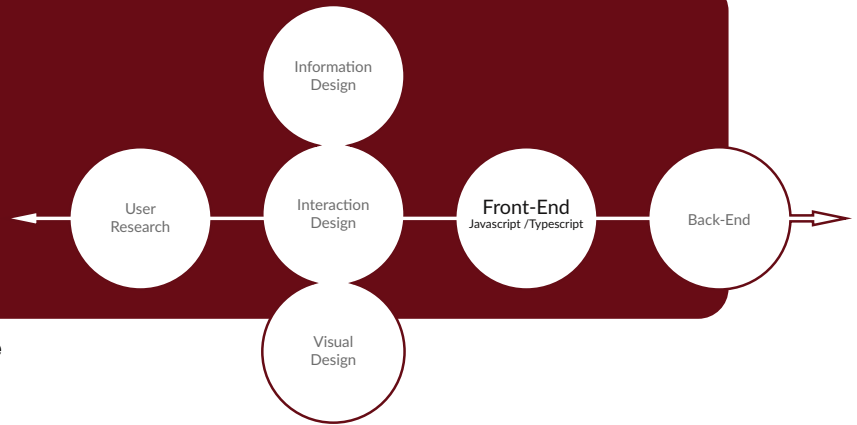 Information
Design
User
Research
Interaction
Design
Front-End
Javascript /Typescript
Back-End
Visual
Design